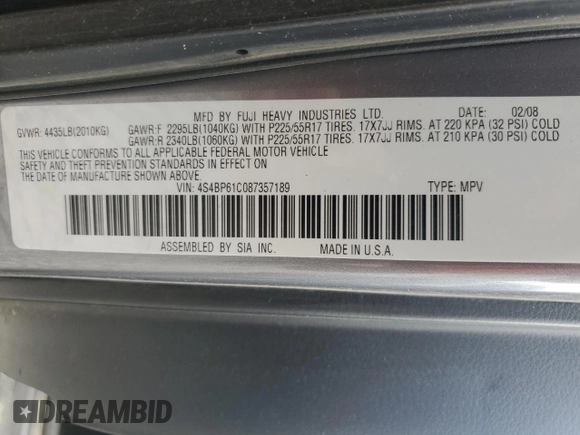 MFD BY FUJI HEAVY INDUSTRIES LTD. DATE: 02/08
GVWR: 4435LB(2010KG) GAWR:F 2295LB(1040KG) WITH P225/55R17 TIRES. 17X7JJ RIMS. AT 220 KPA (32 PSI) COLD
GAWR:R 2340LB(1060KG) WITH P225/55R17 TIRES. 17X7JJ RIMS. AT 210 KPA (30 PSI) COLD
THIS VEHICLE CONFORMS TO ALL APPLICABLE FEDERAL MOTOR VEHICLE
SAFETY AND THEFT PREVENTION STANDARDS IN EFFECT ON
THE DATE OF MANUFACTURE SHOWN ABOVE.
VIN: 4S4BP61C087357189 TYPE: MPV
ASSEMBLED BY SIA INC. MADE IN U.S.A.
DREAMBID